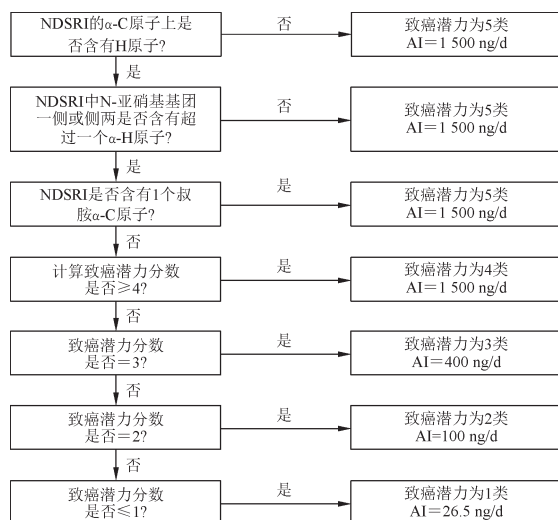 NDSRI的α-C原子上是
否含有H原子?
否
致癌潜力为5类
AI=1 500 ng/d
是
NDSRI中N-亚硝基基团
一侧或侧两是否含有超
过一个α-H原子?
否
致癌潜力为5类
AI=1 500 ng/d
是
NDSRI是否含有1个叔
胺α-C原子?
是
致癌潜力为5类
AI=1 500 ng/d
否
计算致癌潜力分数
是否≥4?
是
致癌潜力为4类
AI=1 500 ng/d
否
致癌潜力分数
是否=3?
是
致癌潜力为3类
AI=400 ng/d
否
致癌潜力分数
是否=2?
是
致癌潜力为2类
AI=100 ng/d
否
致癌潜力分数
是否≤1?
是
致癌潜力为1类
AI=26.5 ng/d